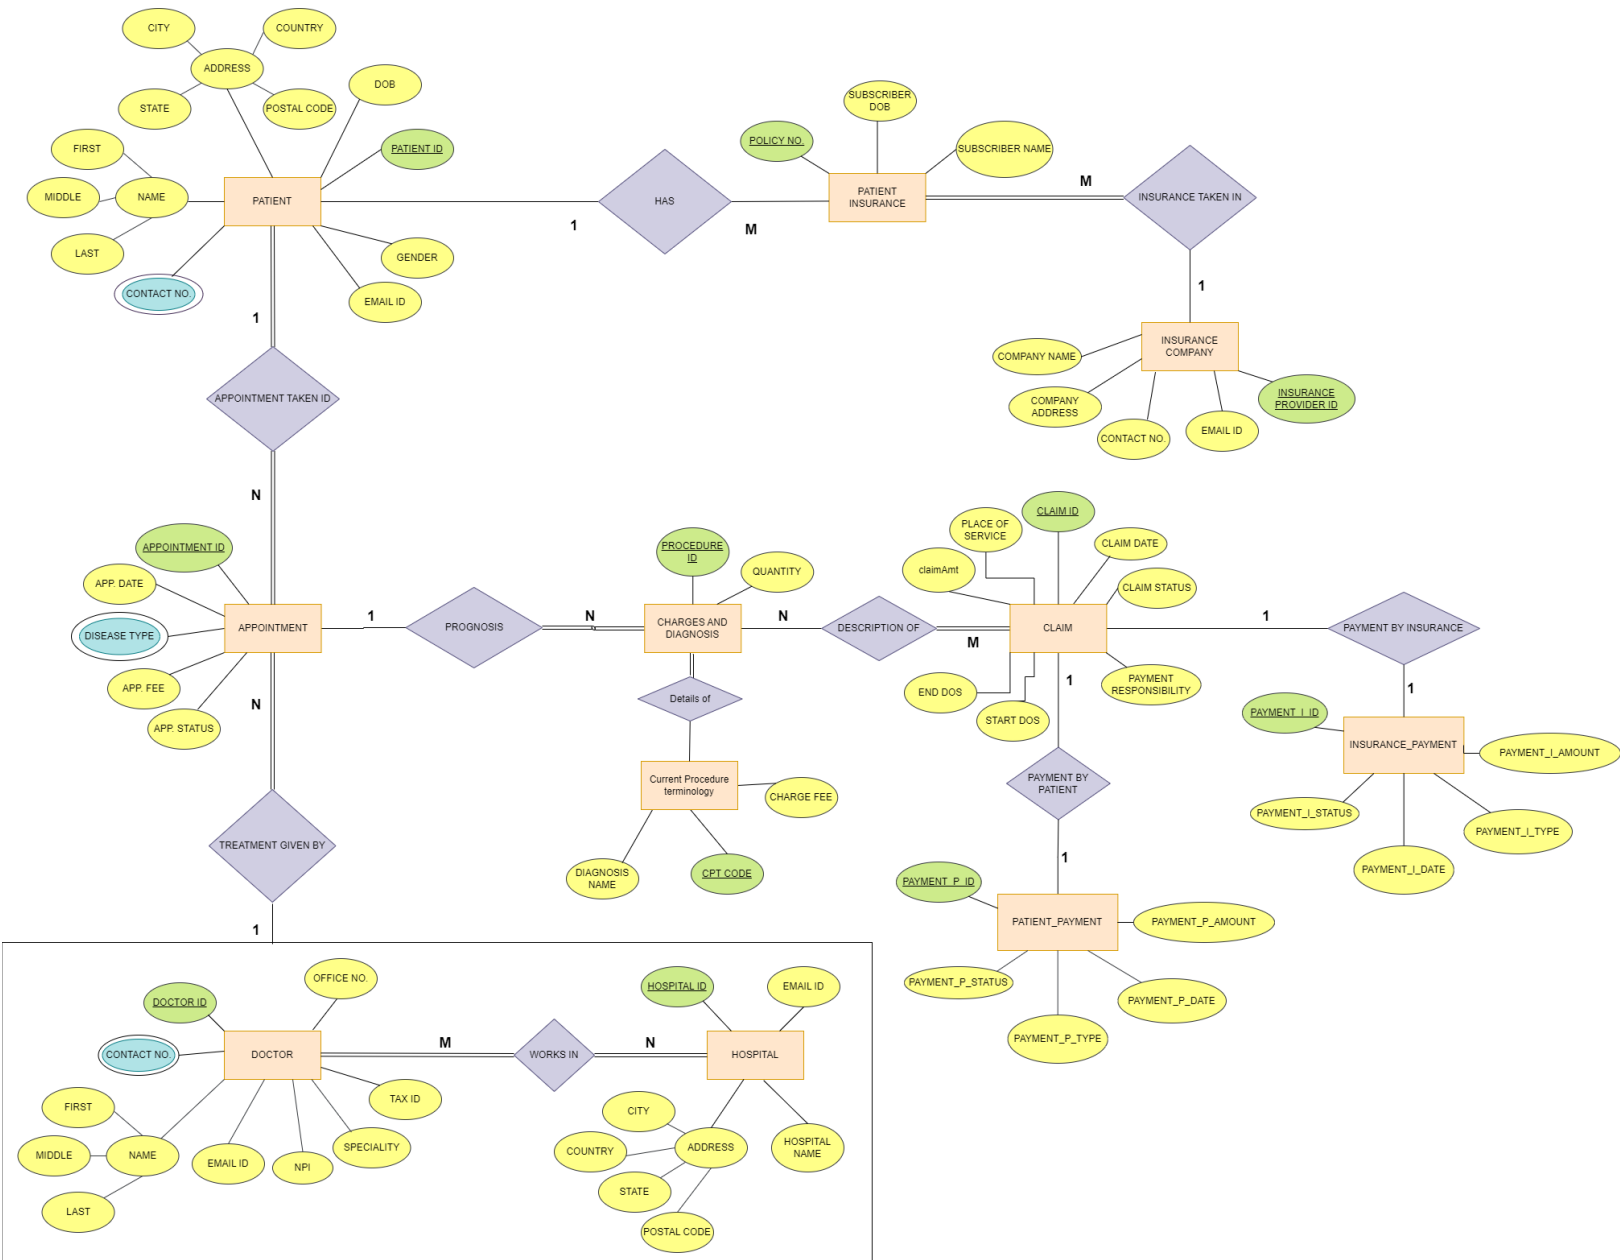 CITY
COUNTRY
ADDRESS
STATE
POSTAL CODE
DOB
FIRST
PATIENT ID
MIDDLE
NAME
PATIENT
LAST
GENDER
CONTACT NO.
EMAIL ID
1
HAS
M
POLICY NO.
SUBSCRIBER
DOB
SUBSCRIBER NAME
PATIENT
INSURANCE
M
INSURANCE TAKEN IN
1
INSURANCE
COMPANY
COMPANY NAME
COMPANY
ADDRESS
CONTACT NO.
EMAIL ID
INSURANCE
PROVIDER ID
1
APPOINTMENT TAKEN ID
N
APPOINTMENT ID
APP. DATE
DISEASE TYPE
APPOINTMENT
APP. FEE
APP. STATUS
1
PROGNOSIS
N
PROCEDURE
ID
QUANTITY
CHARGES AND
DIAGNOSIS
N
DESCRIPTION OF
M
Details of
Current Procedure
terminology
CHARGE FEE
DIAGNOSIS
NAME
CPT CODE
CLAIM ID
PLACE OF
SERVICE
CLAIM DATE
claimAmt
CLAIM STATUS
CLAIM
END DOS
START DOS
PAYMENT
RESPONSIBILITY
1
PAYMENT BY INSURANCE
1
PAYMENT_I_ID
INSURANCE_PAYMENT
PAYMENT_I_AMOUNT
PAYMENT_I_STATUS
PAYMENT_I_TYPE
PAYMENT_I_DATE
1
PAYMENT BY
PATIENT
1
PAYMENT_P_ID
PATIENT_PAYMENT
PAYMENT_P_AMOUNT
PAYMENT_P_STATUS
PAYMENT_P_DATE
PAYMENT_P_TYPE
N
TREATMENT GIVEN BY
1
OFFICE NO.
DOCTOR ID
CONTACT NO.
DOCTOR
TAX ID
FIRST
MIDDLE
NAME
LAST
EMAIL ID
NPI
SPECIALITY
M
WORKS IN
N
HOSPITAL ID
EMAIL ID
HOSPITAL
CITY
COUNTRY
ADDRESS
HOSPITAL
NAME
STATE
POSTAL CODE